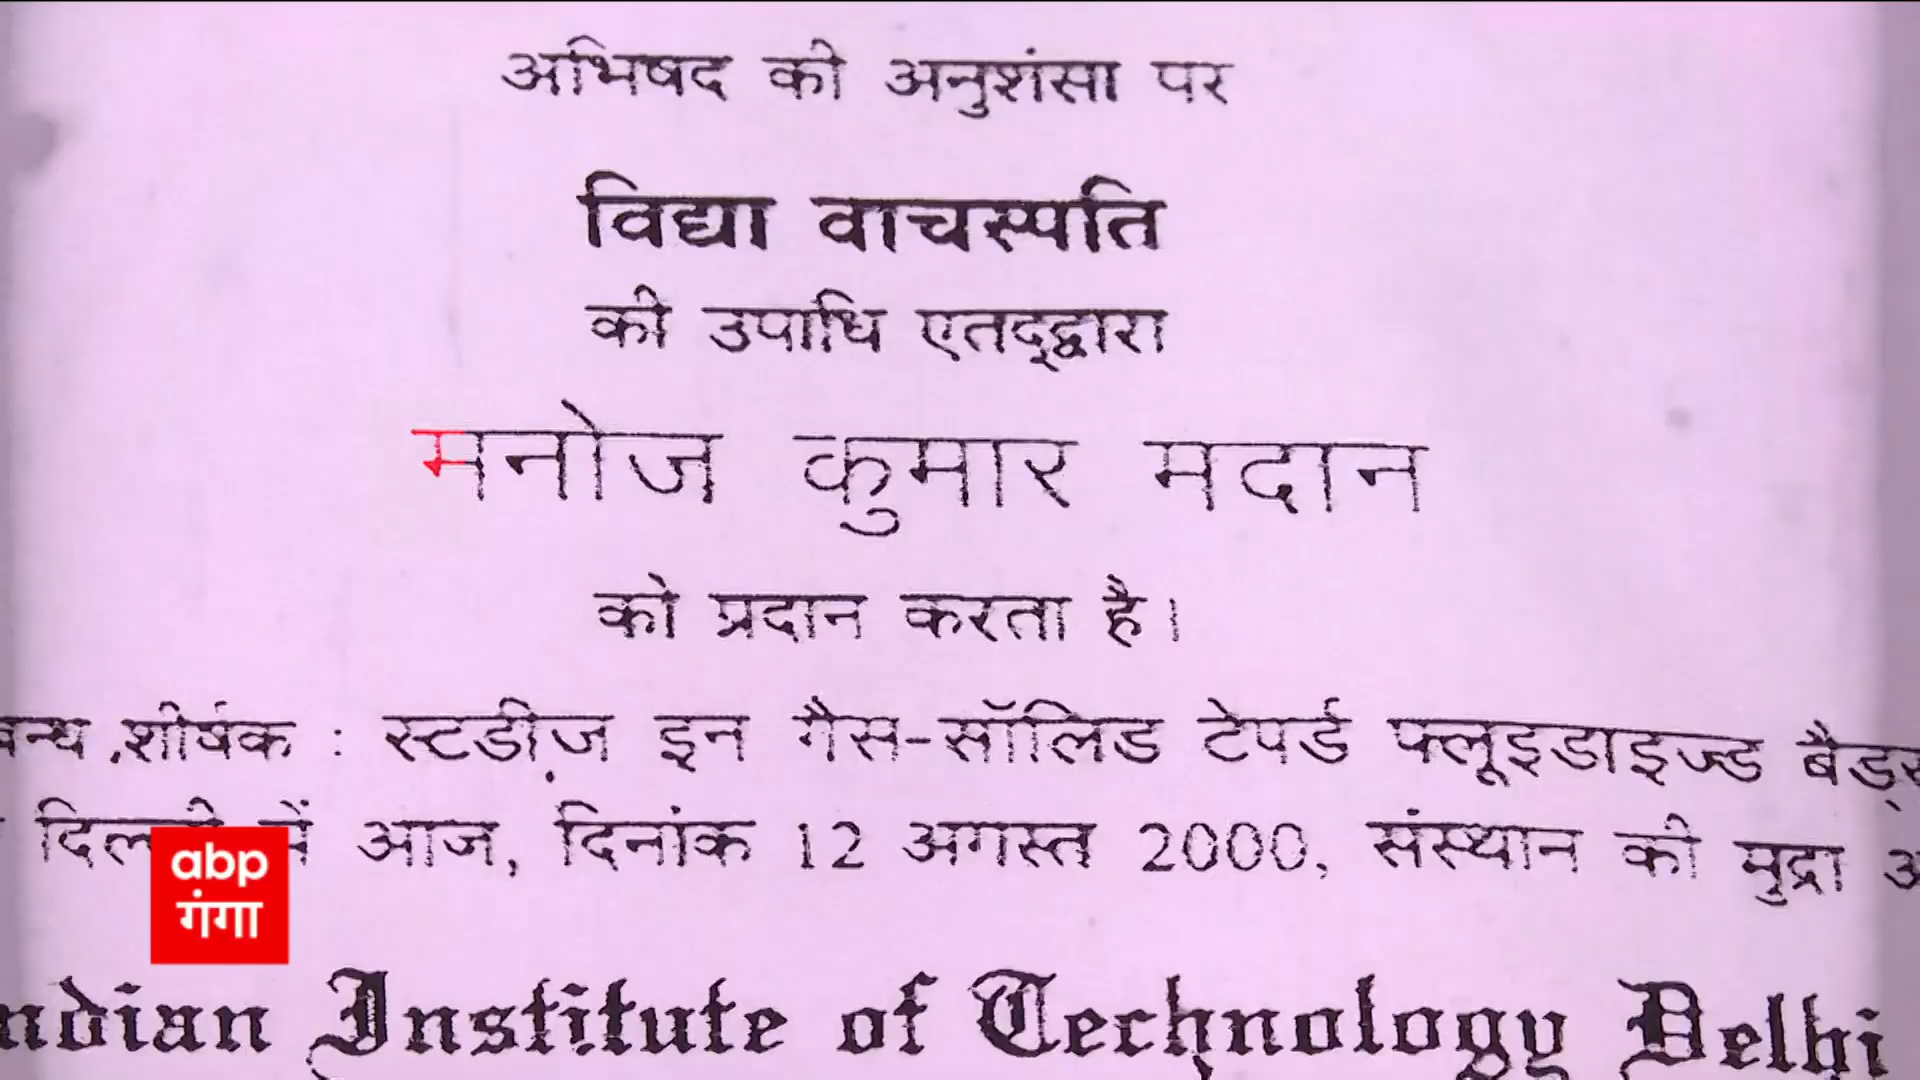 अभिषद की अनुशंसा पर
विद्या वाचस्पति
की उपाधि एतद्द्वारा
मनोज कुमार मदान
को प्रदान करता है।
शीर्षक : स्टडीज़ इन गैस-सॉलिड टेपर्ड फ्लूइडाइज्ड बैड्स
में आज, दिनांक 12 अगस्त 2000, संस्थान की मुद्रा
abp
गंगा
Institute of Technology Delhi